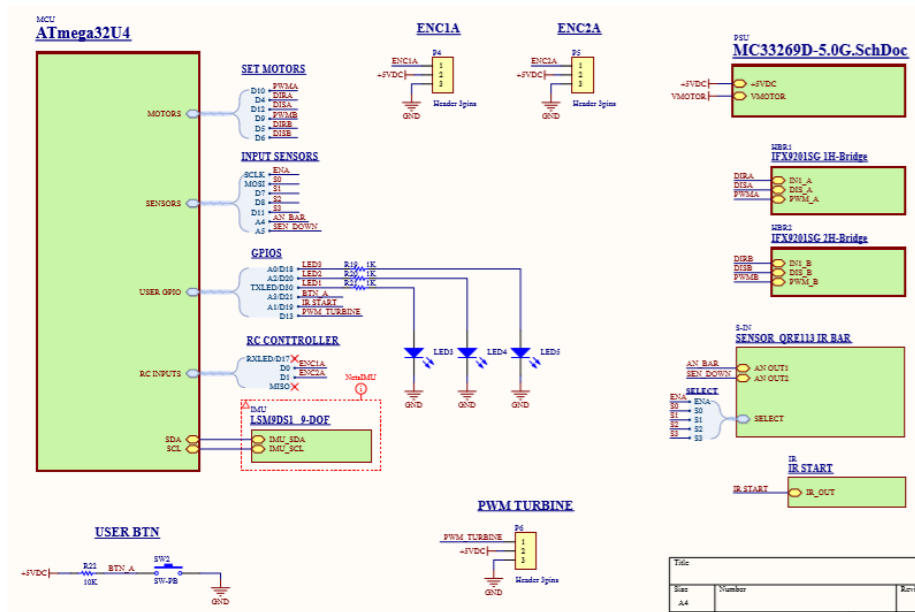 MCU
ATmega32U4
MOTORS
SENSORS
USER GPIO
RC INPUTS
SDA
SCL
SET MOTORS
D10 PWMA
D4 DIRA
D12 DISA
D9 PWMB
D5 DIRB
D6 DISB
INPUT SENSORS
SCLK ENA
MOSI S0
D7 S1
D8 S2
D11 S3
A4 AN_BAR
A5 SEN_DOWN
GPIOS
A0/D18 LED3 R19 1K
A2/D20 LED2 1K
TXLED/D30 LED1 1K
A3/D21 BTN_A
A1/D19 IR START
D13 PWM_TURBINE
LED3
LED4
LED5
GND
GND
GND
RC CONTTROLLER
RXLED/D17
D0 ENC1A
D1 ENC2A
MISO
NetsIMU
IMU
LSM9DS1_9-DOF
IMU_SDA
IMU_SCL
ENC1A
P4
ENC1A 1
+5VDC 2
3
GND
Header 3pins
ENC2A
P5
ENC2A 1
+5VDC 2
3
GND
Header 3pins
PSU
MC33269D-5.0G.SchDoc
+5VDC +5VDC
VMOTOR VMOTOR
HBR1
IFX9201SG 1H-Bridge
DIRA IN1_A
DISA DIS_A
PWMA PWM_A
HBR2
IFX9201SG 2H-Bridge
DIRB IN1_B
DISB DIS_B
PWMB PWM_B
S-IN
SENSOR_QRE113 IR BAR
AN_BAR AN OUT1
SEN_DOWN AN OUT2
SELECT
ENA ENA
S0 S0
S1 S1
S2 S2
S3 S3
SELECT
IR
IR START
IR START IR_OUT
USER BTN
+5VDC
R22
10K
BTN_A
SW2
SW-PB
GND
PWM TURBINE
P6
PWM_TURBINE 1
+5VDC 2
3
GND
Header 3pins
Title
Size Number Rev
A4